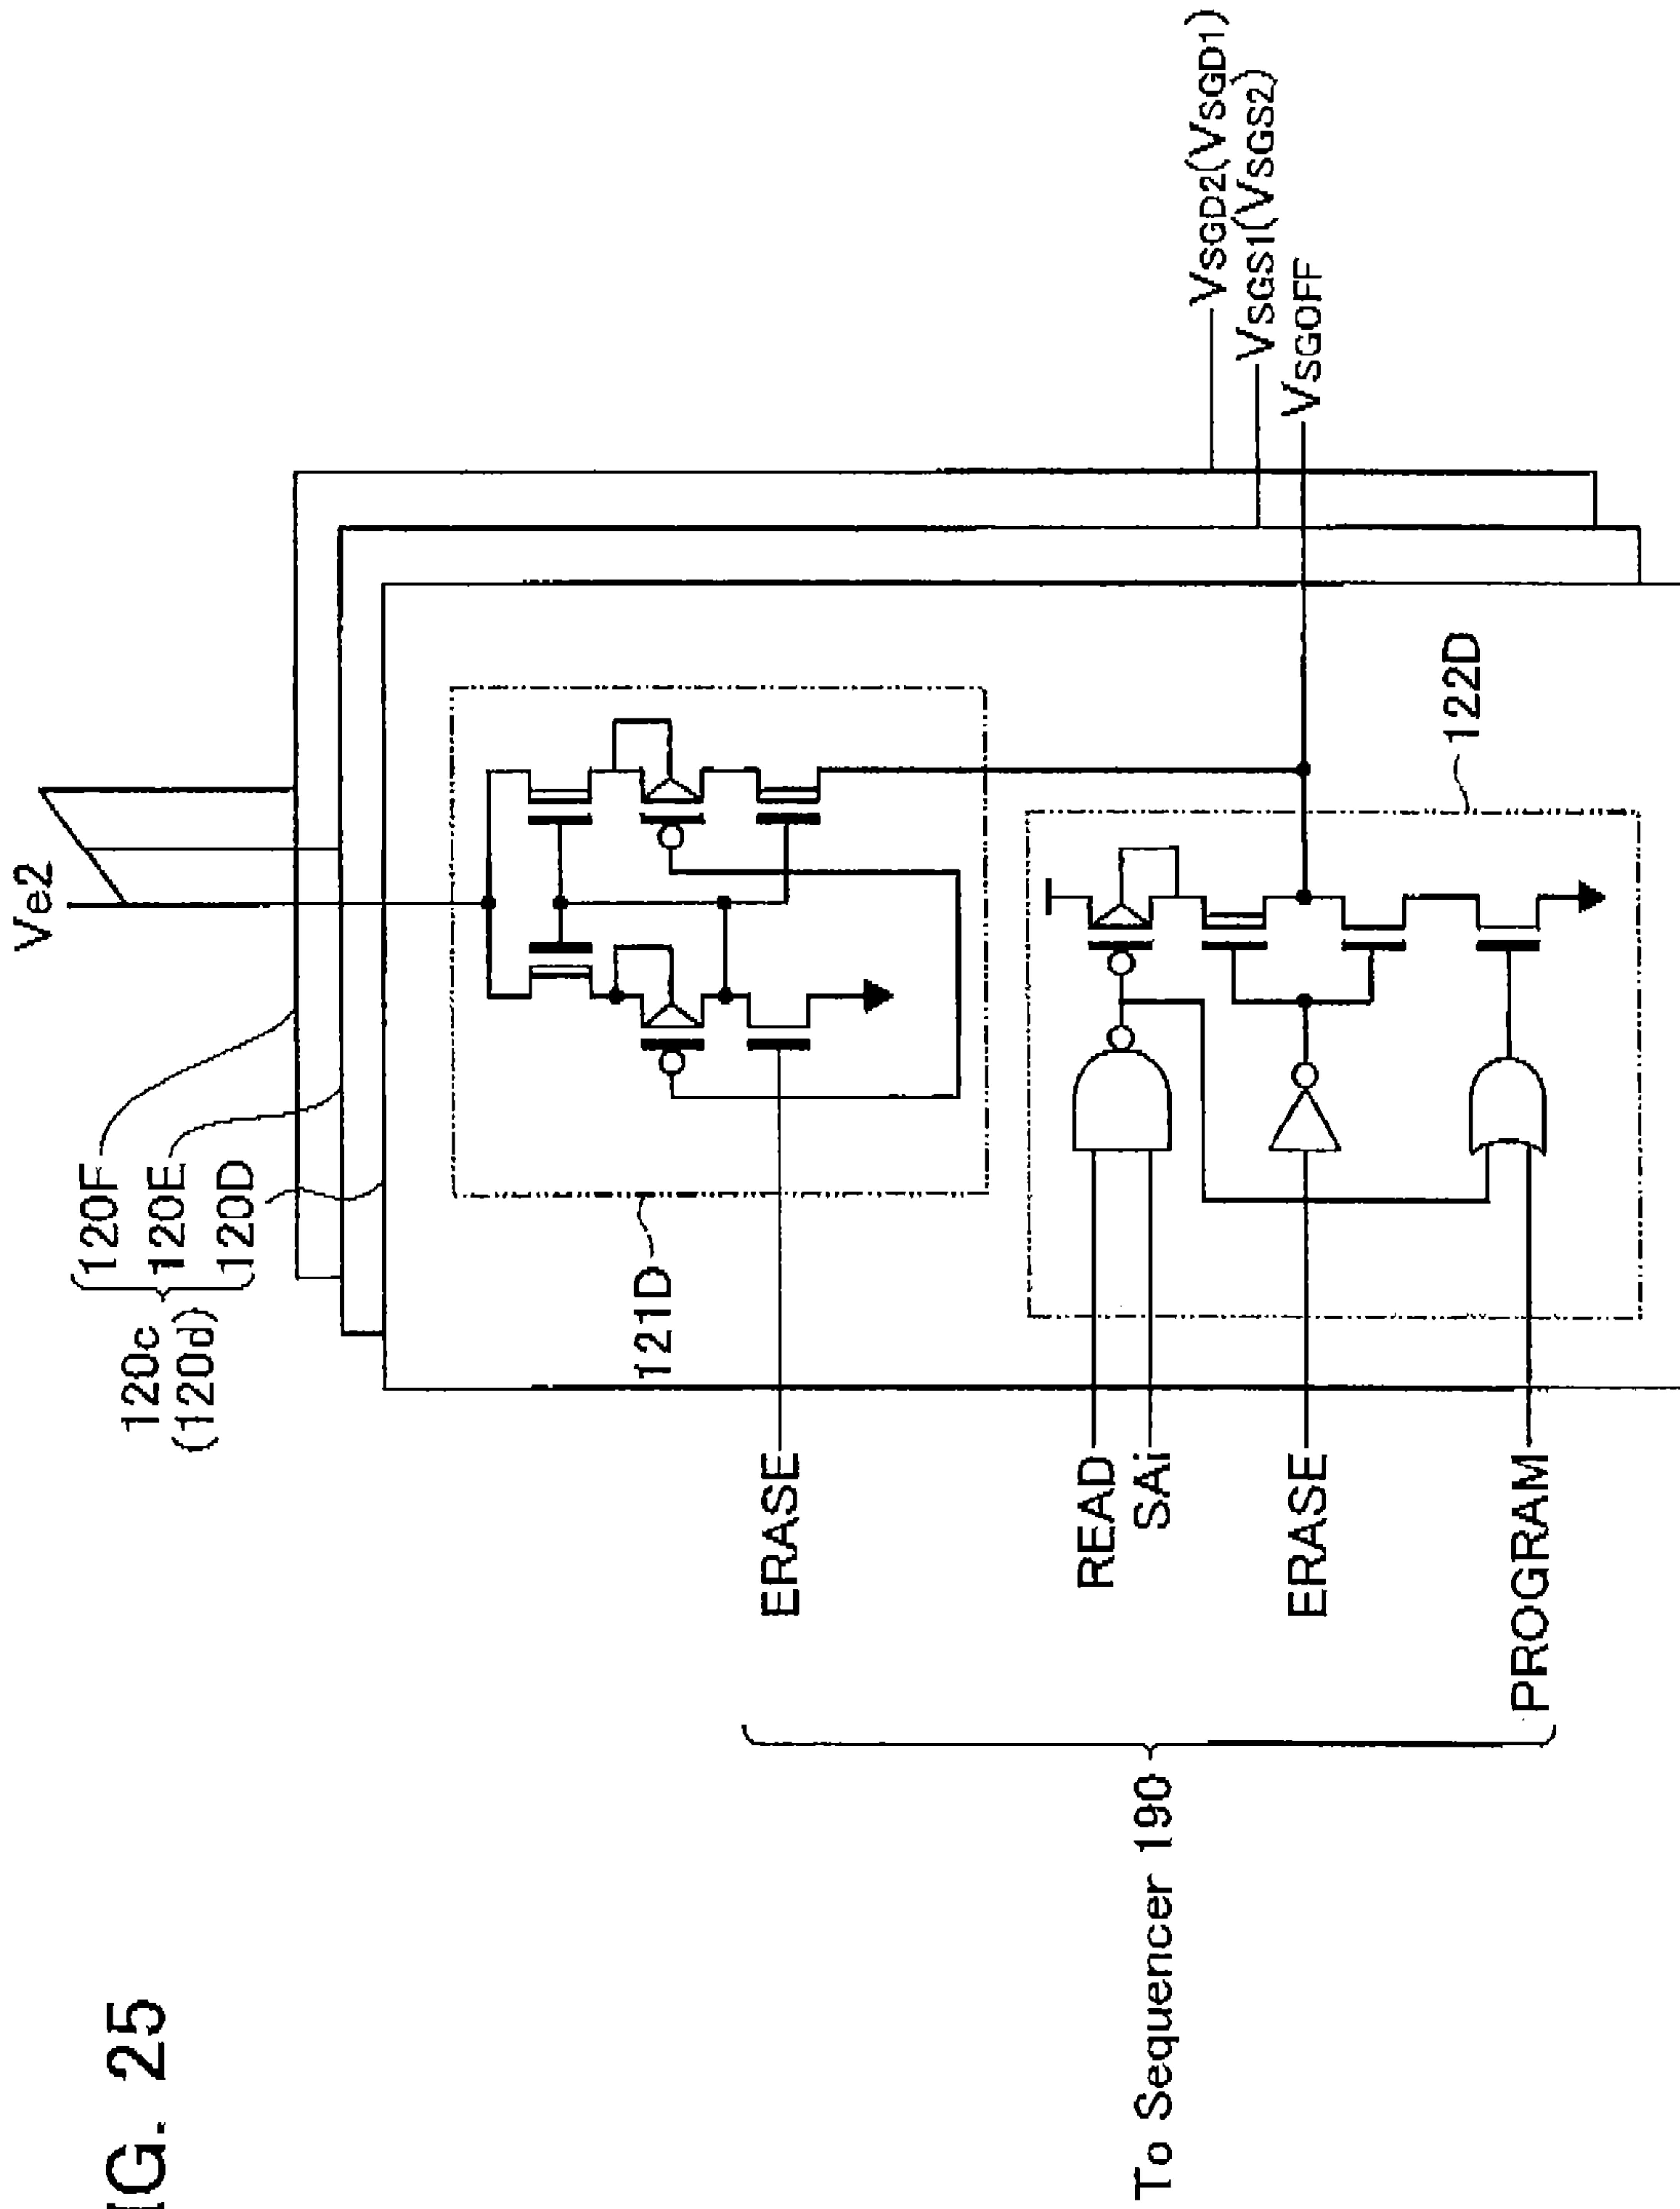 IG. 25
120c
(120d)
120F
120E
120D
Ve2
121D
ERASE
READ
SAi
ERASE
PROGRAM
To Sequencer 190
122D
VSGD2(VSGD1)
VSGS1(VSGS2)
VSGOFF